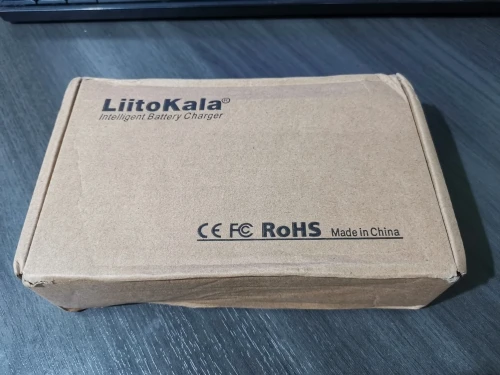 LiitoKala®
Intelligent Battery Charger
CE FC RoHS Made in China